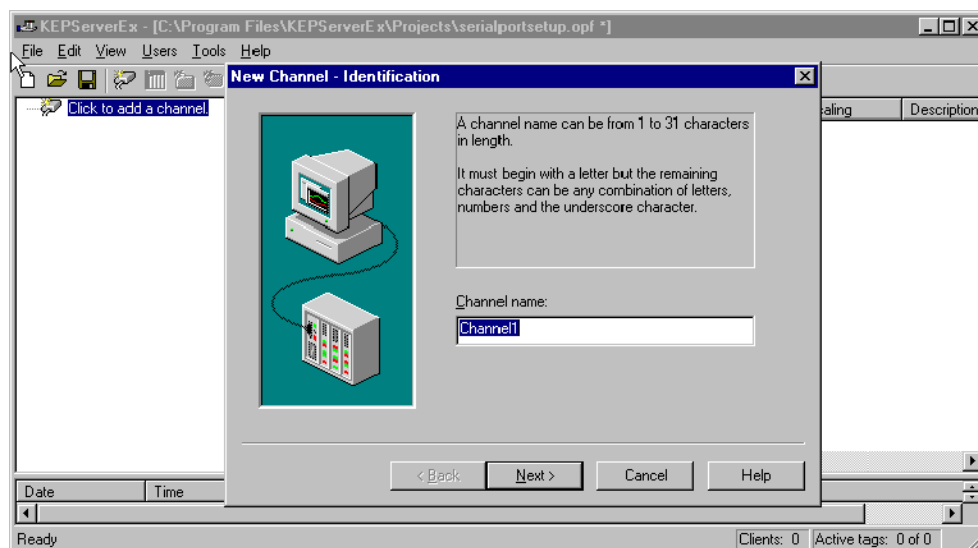 KEPServerEx - [C:\Program Files\KEPServerEx\Projects\serialportsetup.opf *]
File Edit View Users Tools Help
New Channel - Identification
Click to add a channel.
aling Description
A channel name can be from 1 to 31 characters
in length.
It must begin with a letter but the remaining
characters can be any combination of letters,
numbers and the underscore character.
Channel name:
Channel1
< Back Next > Cancel Help
Date Time
Ready Clients: 0 Active tags: 0 of 0